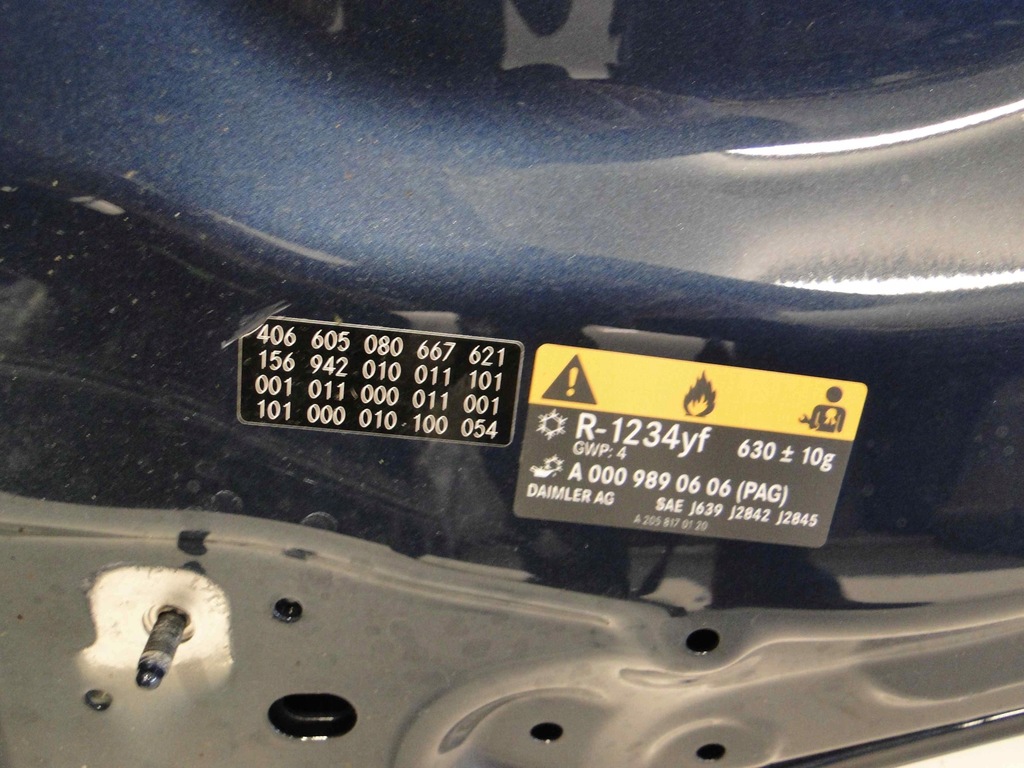 406 605 080 667 621
156 942 010 011 101
001 011 000 011 001
101 000 010 100 054
R-1234yf 630 ± 10g
GWP: 4
A 000 989 06 06 (PAG)
DAIMLER AG SAE J639 J2842 J2845
A 205 817 01 20